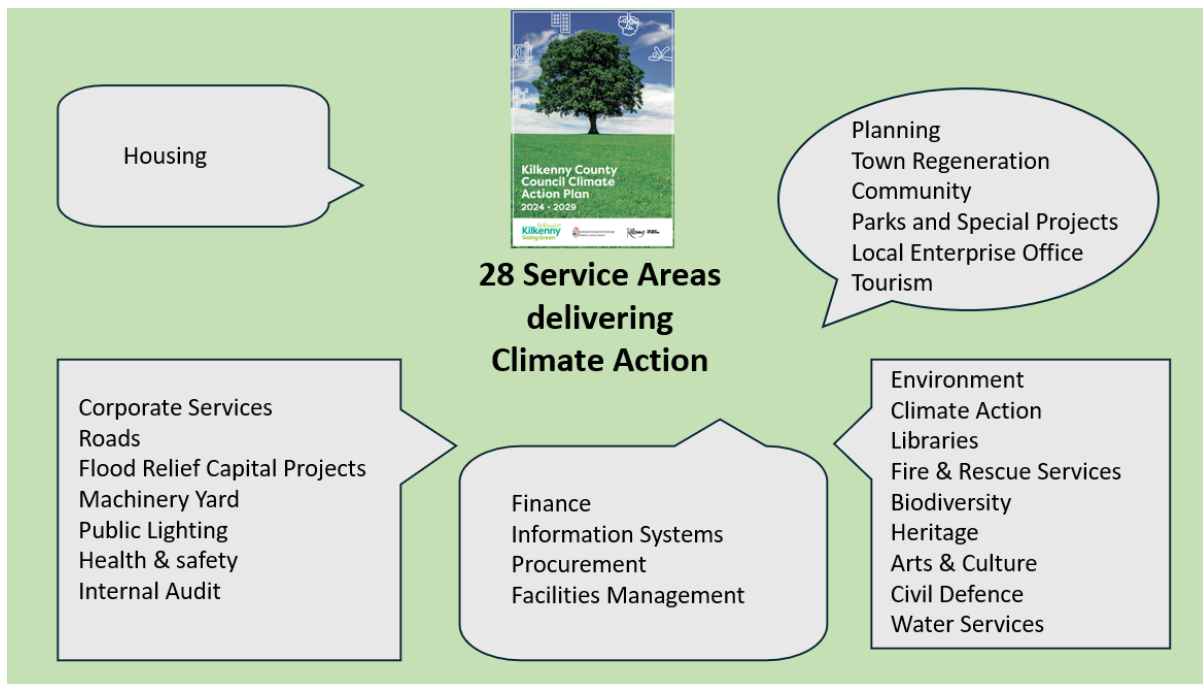 Housing
Kilkenny County
Council Climate
Action Plan
2024 - 2029
Kilkenny
Going Green
28 Service Areas
delivering
Climate Action
Planning
Town Regeneration
Community
Parks and Special Projects
Local Enterprise Office
Tourism
Corporate Services
Roads
Flood Relief Capital Projects
Machinery Yard
Public Lighting
Health & safety
Internal Audit
Finance
Information Systems
Procurement
Facilities Management
Environment
Climate Action
Libraries
Fire & Rescue Services
Biodiversity
Heritage
Arts & Culture
Civil Defence
Water Services